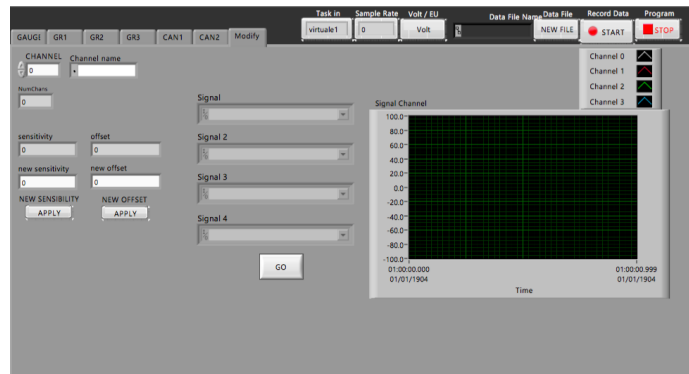 Task in Sample Rate Volt / EU Data File Name Data File Record Data Program
virtuale1 0 Volt NEW FILE START STOP
GAUGI GR1 GR2 GR3 CAN1 CAN2 Modify
CHANNEL Channel name
0
NumChans
0
sensitivity offset
0 0
new sensitivity new offset
0 0
NEW SENSIBILITY NEW OFFSET
APPLY APPLY
Signal
Signal 2
Signal 3
Signal 4
GO
Channel 0
Channel 1
Channel 2
Channel 3
Signal Channel
100.0
80.0
60.0
40.0
20.0
0.0
-20.0
-40.0
-60.0
-80.0
-100.0
01:00:00.000 01:00:00.999
01/01/1904 01/01/1904
Time